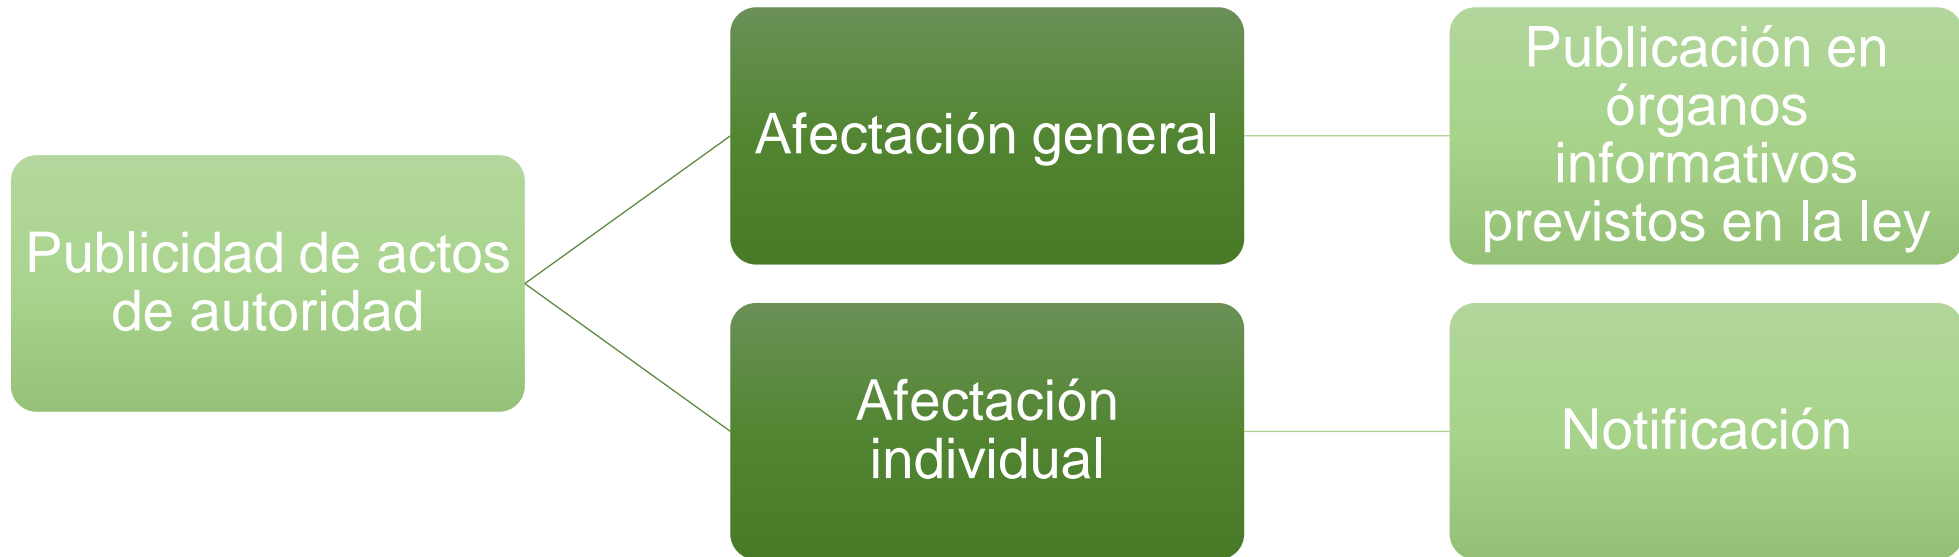 Publicidad de actos
de autoridad
Afectación general
Publicación en
órganos
informativos
previstos en la ley
Afectación
individual
Notificación